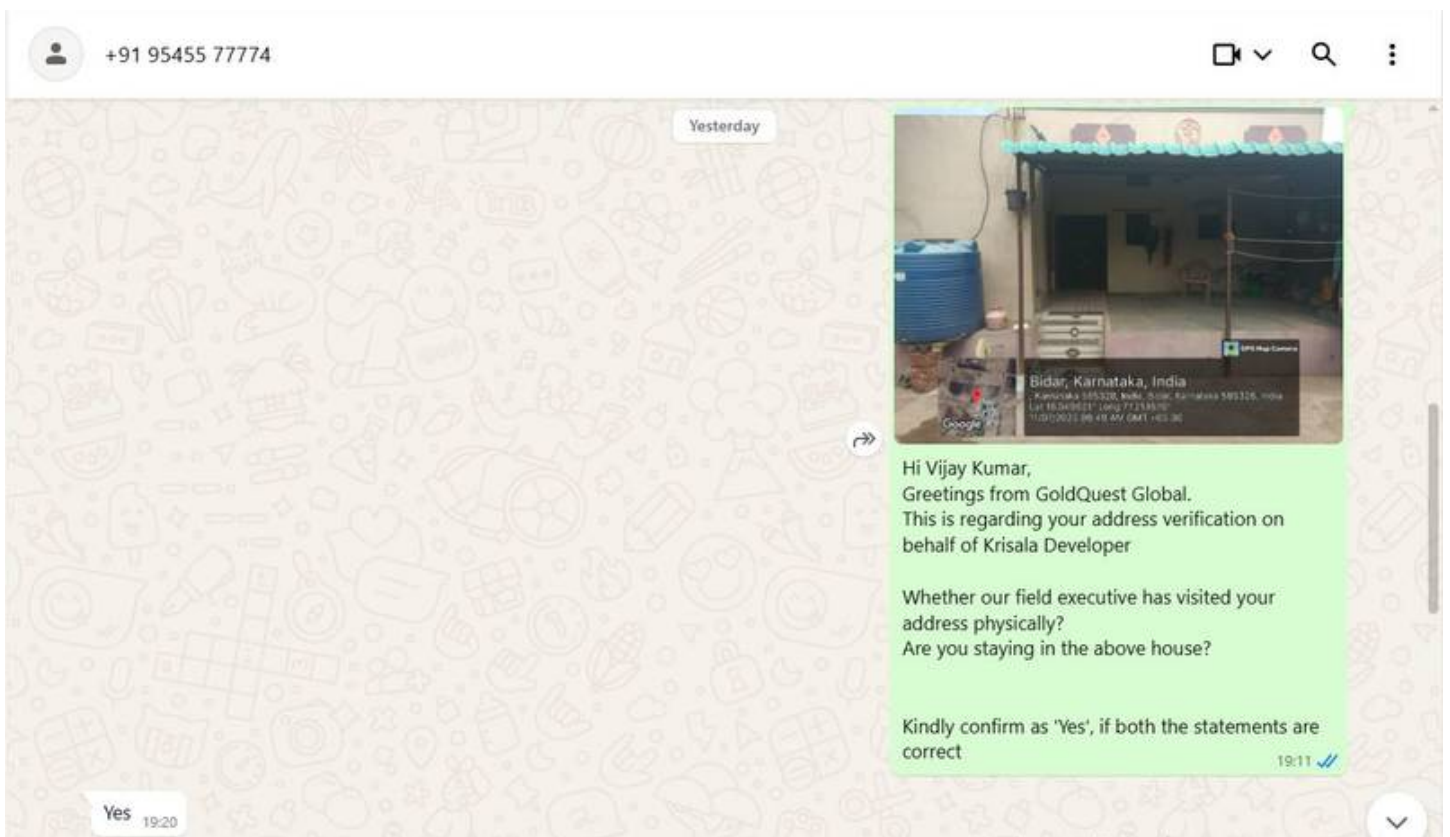 +91 95455 77774
Yesterday
GPS Map Camera
Bidar, Karnataka, India
Google
Hi Vijay Kumar,
Greetings from GoldQuest Global.
This is regarding your address verification on
behalf of Krisala Developer
Whether our field executive has visited your
address physically?
Are you staying in the above house?
Kindly confirm as 'Yes', if both the statements are
correct
19:11
Yes 19:20